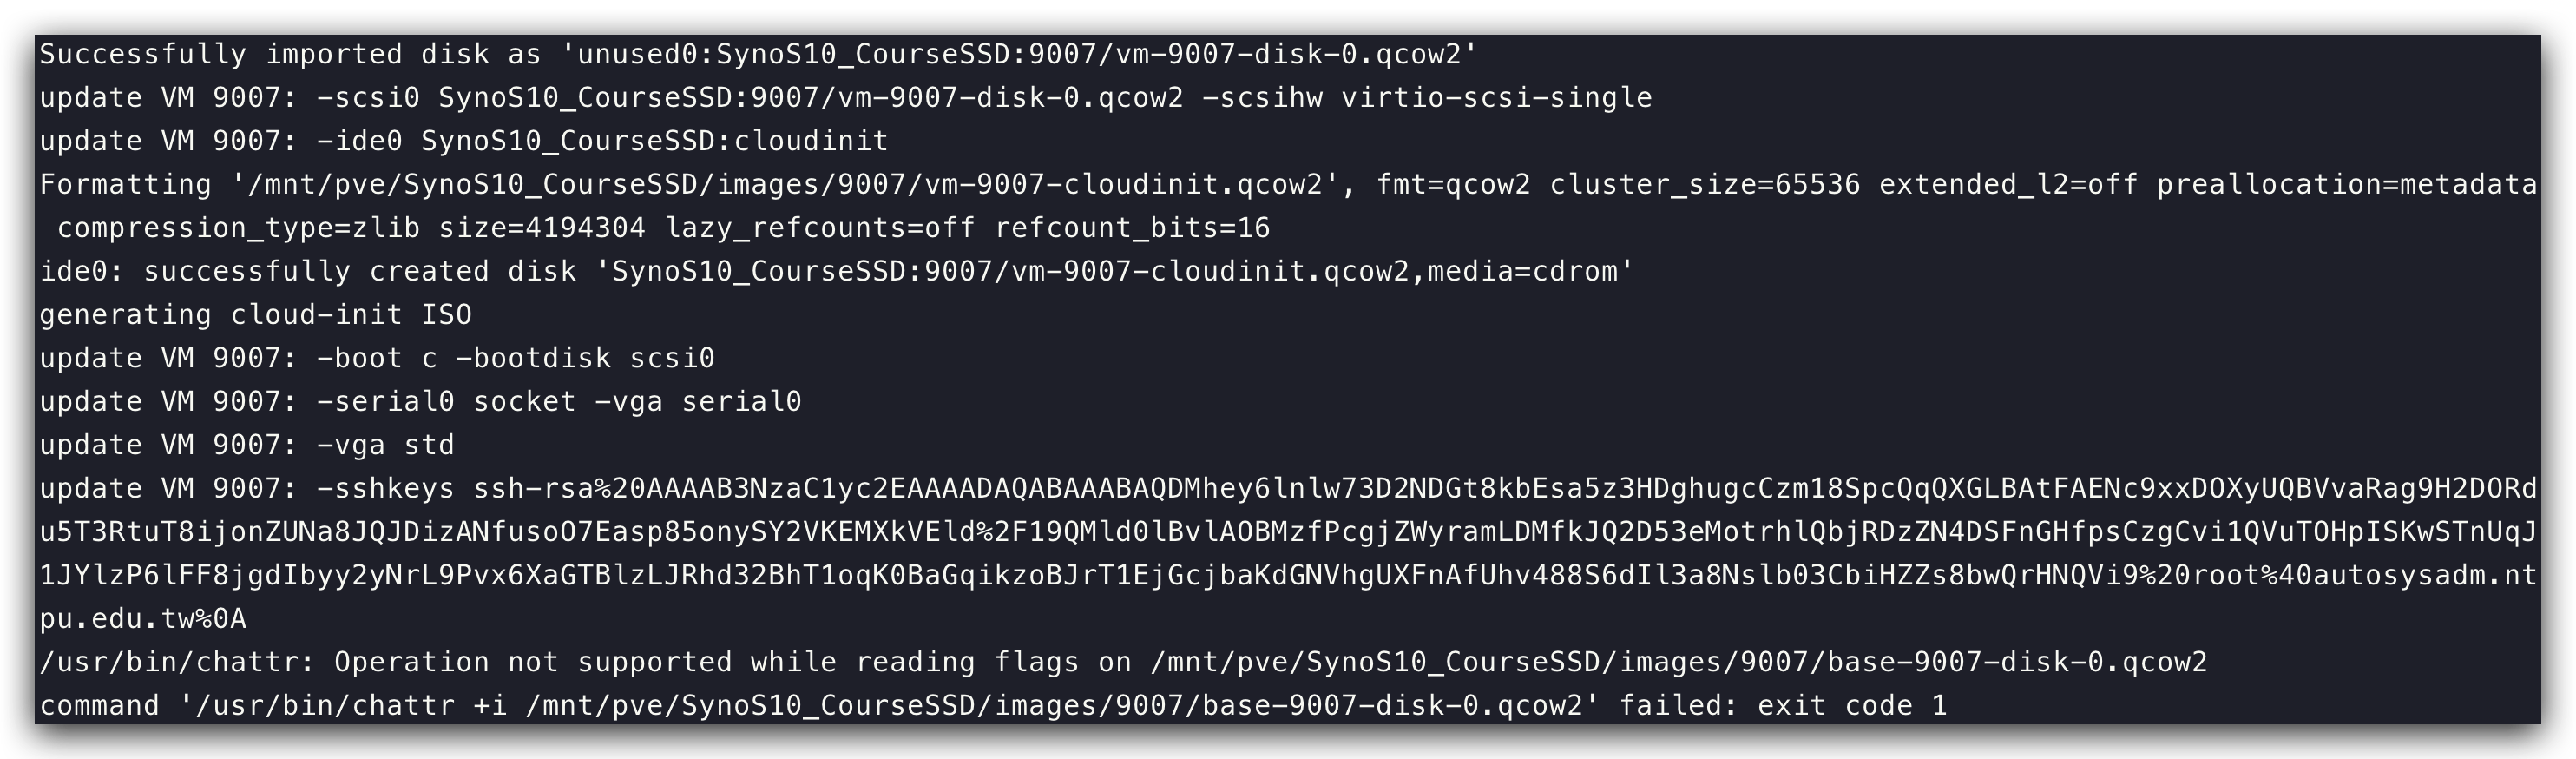 Successfully imported disk as 'unused0:SynoS10_CourseSSD:9007/vm-9007-disk-0.qcow2'
update VM 9007: -scsi0 SynoS10_CourseSSD:9007/vm-9007-disk-0.qcow2 -scsihw virtio-scsi-single
update VM 9007: -ide0 SynoS10_CourseSSD:cloudinit
Formatting '/mnt/pve/SynoS10_CourseSSD/images/9007/vm-9007-cloudinit.qcow2', fmt=qcow2 cluster_size=65536 extended_l2=off preallocation=metadata
 compression_type=zlib size=4194304 lazy_refcounts=off refcount_bits=16
ide0: successfully created disk 'SynoS10_CourseSSD:9007/vm-9007-cloudinit.qcow2,media=cdrom'
generating cloud-init ISO
update VM 9007: -boot c -bootdisk scsi0
update VM 9007: -serial0 socket -vga serial0
update VM 9007: -vga std
update VM 9007: -sshkeys ssh-rsa%20AAAAB3NzaC1yc2EAAAADAQABAAABAQDMhey6lnlw73D2NDGt8kbEsa5z3HDghugcCzm18SpcQqQXGLBAtFAENc9xxDOXyUQBVvaRag9H2DORd
u5T3RtuT8ijonZUNa8JQJDizANfusoO7Easp85onySY2VKEMXkVEld%2F19QMld0lBvlAOBMzfPcgjZWyramLDMfkJQ2D53eMotrhlQbjRDzZN4DSFnGHfpsCzgCvi1QVuTOHpISKwSTnUqJ
1JYlzP6lFF8jgdIbyy2yNrL9Pvx6XaGTBlzLJRhd32BhT1oqK0BaGqikzoBJrT1EjGcjbaKdGNVhgUXFnAfUhv488S6dIl3a8Nslb03CbiHZZs8bwQrHNQVi9%20root%40autosysadm.nt
pu.edu.tw%0A
/usr/bin/chattr: Operation not supported while reading flags on /mnt/pve/SynoS10_CourseSSD/images/9007/base-9007-disk-0.qcow2
command '/usr/bin/chattr +i /mnt/pve/SynoS10_CourseSSD/images/9007/base-9007-disk-0.qcow2' failed: exit code 1